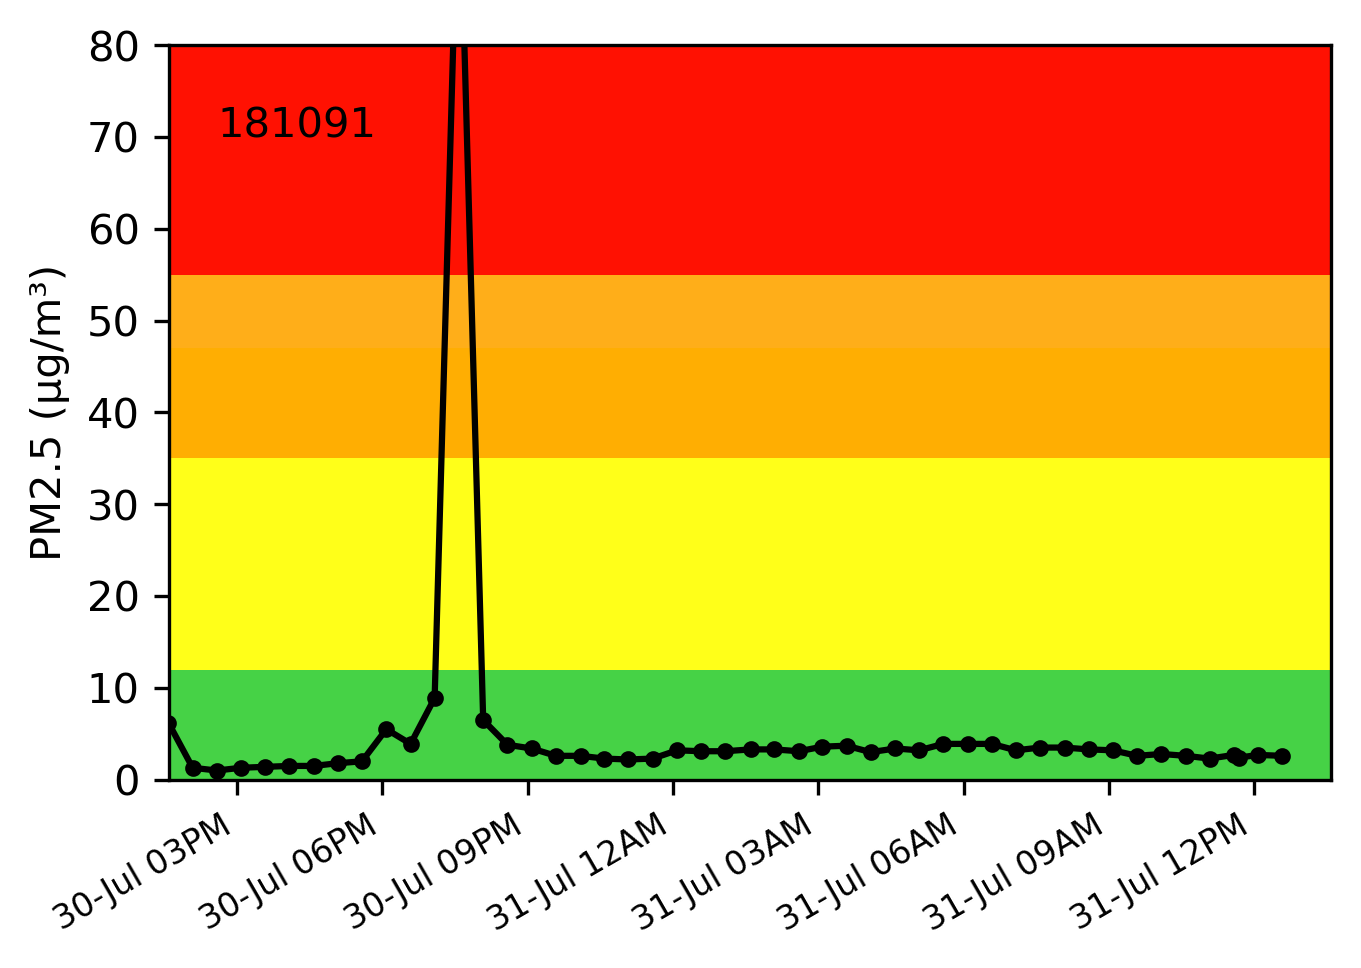 80
181091
70
60
50
40
30
20
10
0
PM2.5 (µg/m³)
30-Jul 03PM
30-Jul 06PM
30-Jul 09PM
31-Jul 12AM
31-Jul 03AM
31-Jul 06AM
31-Jul 09AM
31-Jul 12PM